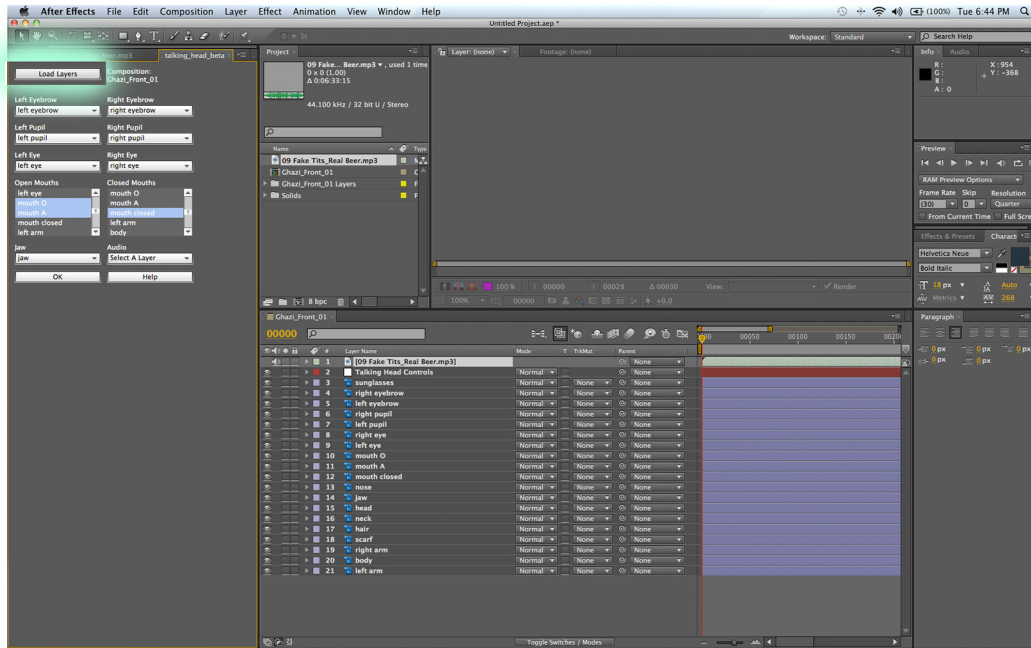 After Effects File Edit Composition Layer Effect Animation View Window Help
(100%) Tue 6:44 PM
Untitled Project.aep *
Workspace: Standard
Search Help
talking_head_beta
Load Layers
Composition:
Ghazi_Front_01
Left Eyebrow Right Eyebrow
left eyebrow right eyebrow
Left Pupil Right Pupil
left pupil right pupil
Left Eye Right Eye
left eye right eye
Open Mouths Closed Mouths
left eye mouth O
mouth O mouth A
mouth A mouth closed
mouth closed left arm
left arm body
Jaw Audio
jaw Select A Layer
OK Help
Project
09 Fake... Beer.mp3 , used 1 time
0 x 0 (1.00)
Δ 0:06:33:15
44.100 kHz / 32 bit U / Stereo
Name Type
09 Fake Tits_Real Beer.mp3
Ghazi_Front_01
Ghazi_Front_01 Layers F
Solids F
8 bpc
Layer: (none) Footage: (none)
100% 00000 00029 Δ 00030 View: Render
100% 00000 +0.0
Info Audio
R : X : 954
G : Y : -368
B :
A : 0
Preview
RAM Preview Options
Frame Rate Skip Resolution
(30) 0 Quarter
From Current Time Full Scre
Effects & Presets Charact
Helvetica Neue
Bold Italic
18 px Auto
Metrics 268
Paragraph
0 px 0 px 0 px
0 px 0 px
Ghazi_Front_01
00000
00050 00100 00150 0020
# Layer Name Mode T TrkMat Parent
1 [09 Fake Tits_Real Beer.mp3] None
2 Talking Head Controls Normal None
3 sunglasses Normal None None
4 right eyebrow Normal None None
5 left eyebrow Normal None None
6 right pupil Normal None None
7 left pupil Normal None None
8 right eye Normal None None
9 left eye Normal None None
10 mouth O Normal None None
11 mouth A Normal None None
12 mouth closed Normal None None
13 nose Normal None None
14 jaw Normal None None
15 head Normal None None
16 neck Normal None None
17 hair Normal None None
18 scarf Normal None None
19 right arm Normal None None
20 body Normal None None
21 left arm Normal None None
Toggle Switches / Modes